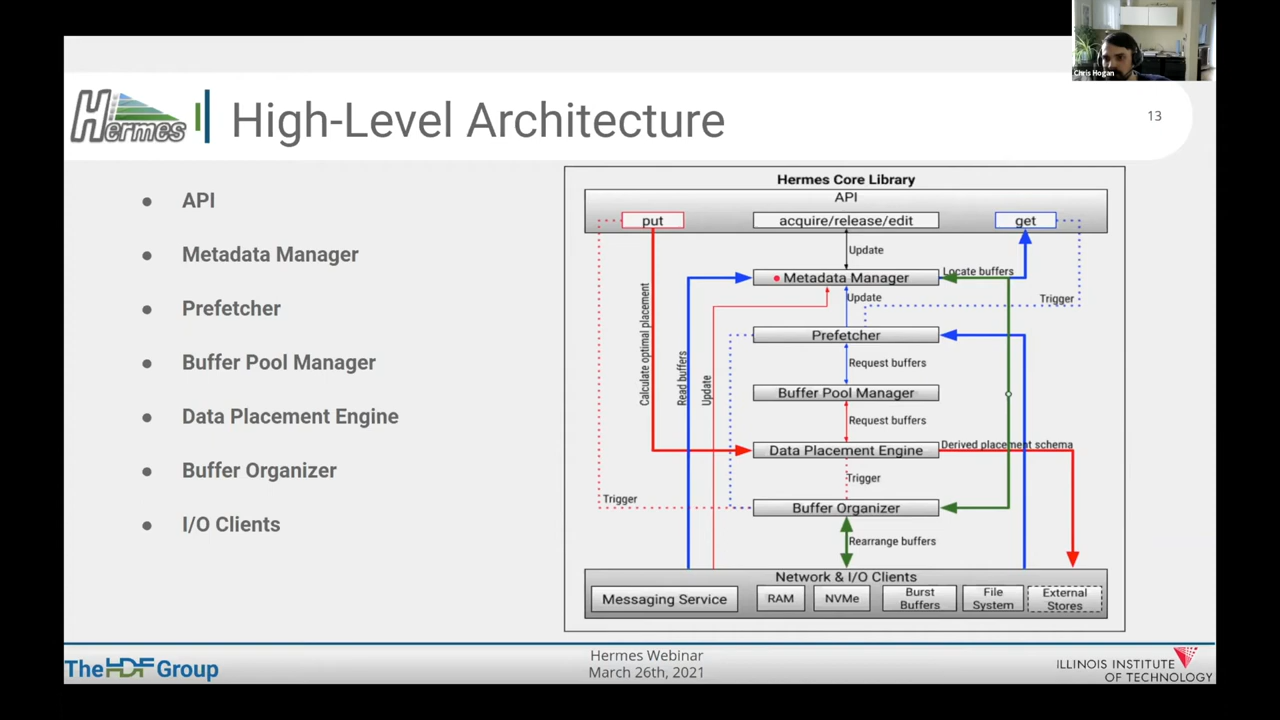 Chris Hogan
Hermes
High-Level Architecture
13
● API
● Metadata Manager
● Prefetcher
● Buffer Pool Manager
● Data Placement Engine
● Buffer Organizer
● I/O Clients
Hermes Core Library
API
put
acquire/release/edit
get
Update
Metadata Manager
Locate buffers
Update
Trigger
Prefetcher
Calculate optimal placement
Read buffers
Update
Request buffers
Buffer Pool Manager
Request buffers
Data Placement Engine
Derived placement schema
Trigger
Trigger
Buffer Organizer
Rearrange buffers
Network & I/O Clients
Messaging Service
RAM
NVMe
Burst
Buffers
File
System
External
Stores
The HDF Group
Hermes Webinar
March 26th, 2021
ILLINOIS INSTITUTE
OF TECHNOLOGY